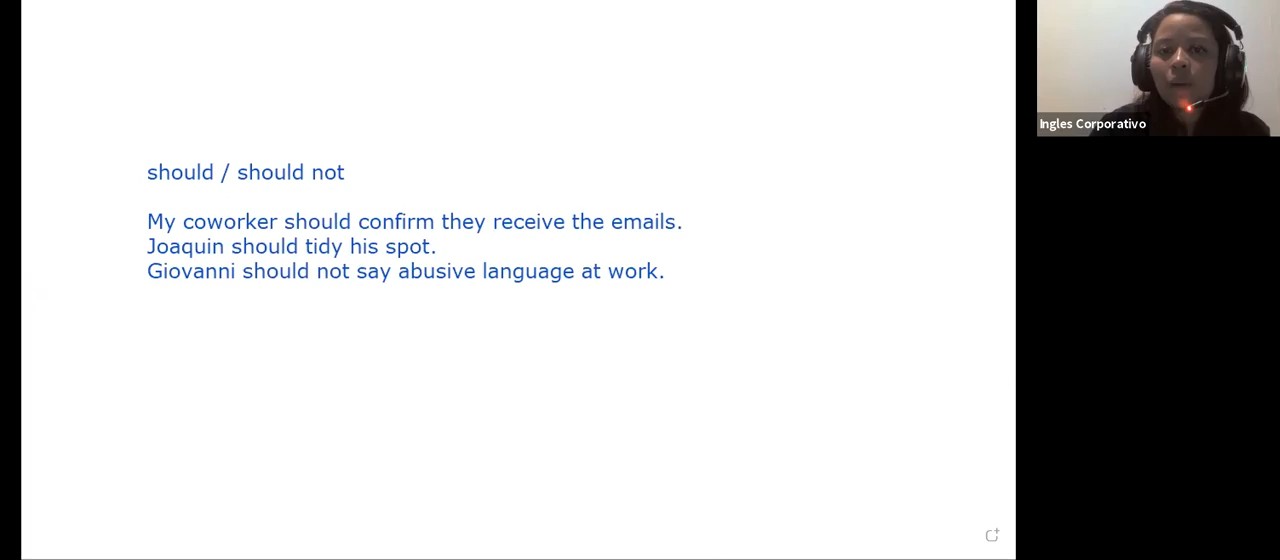 should / should not
My coworker should confirm they receive the emails.
Joaquin should tidy his spot.
Giovanni should not say abusive language at work.
Ingles Corporativo